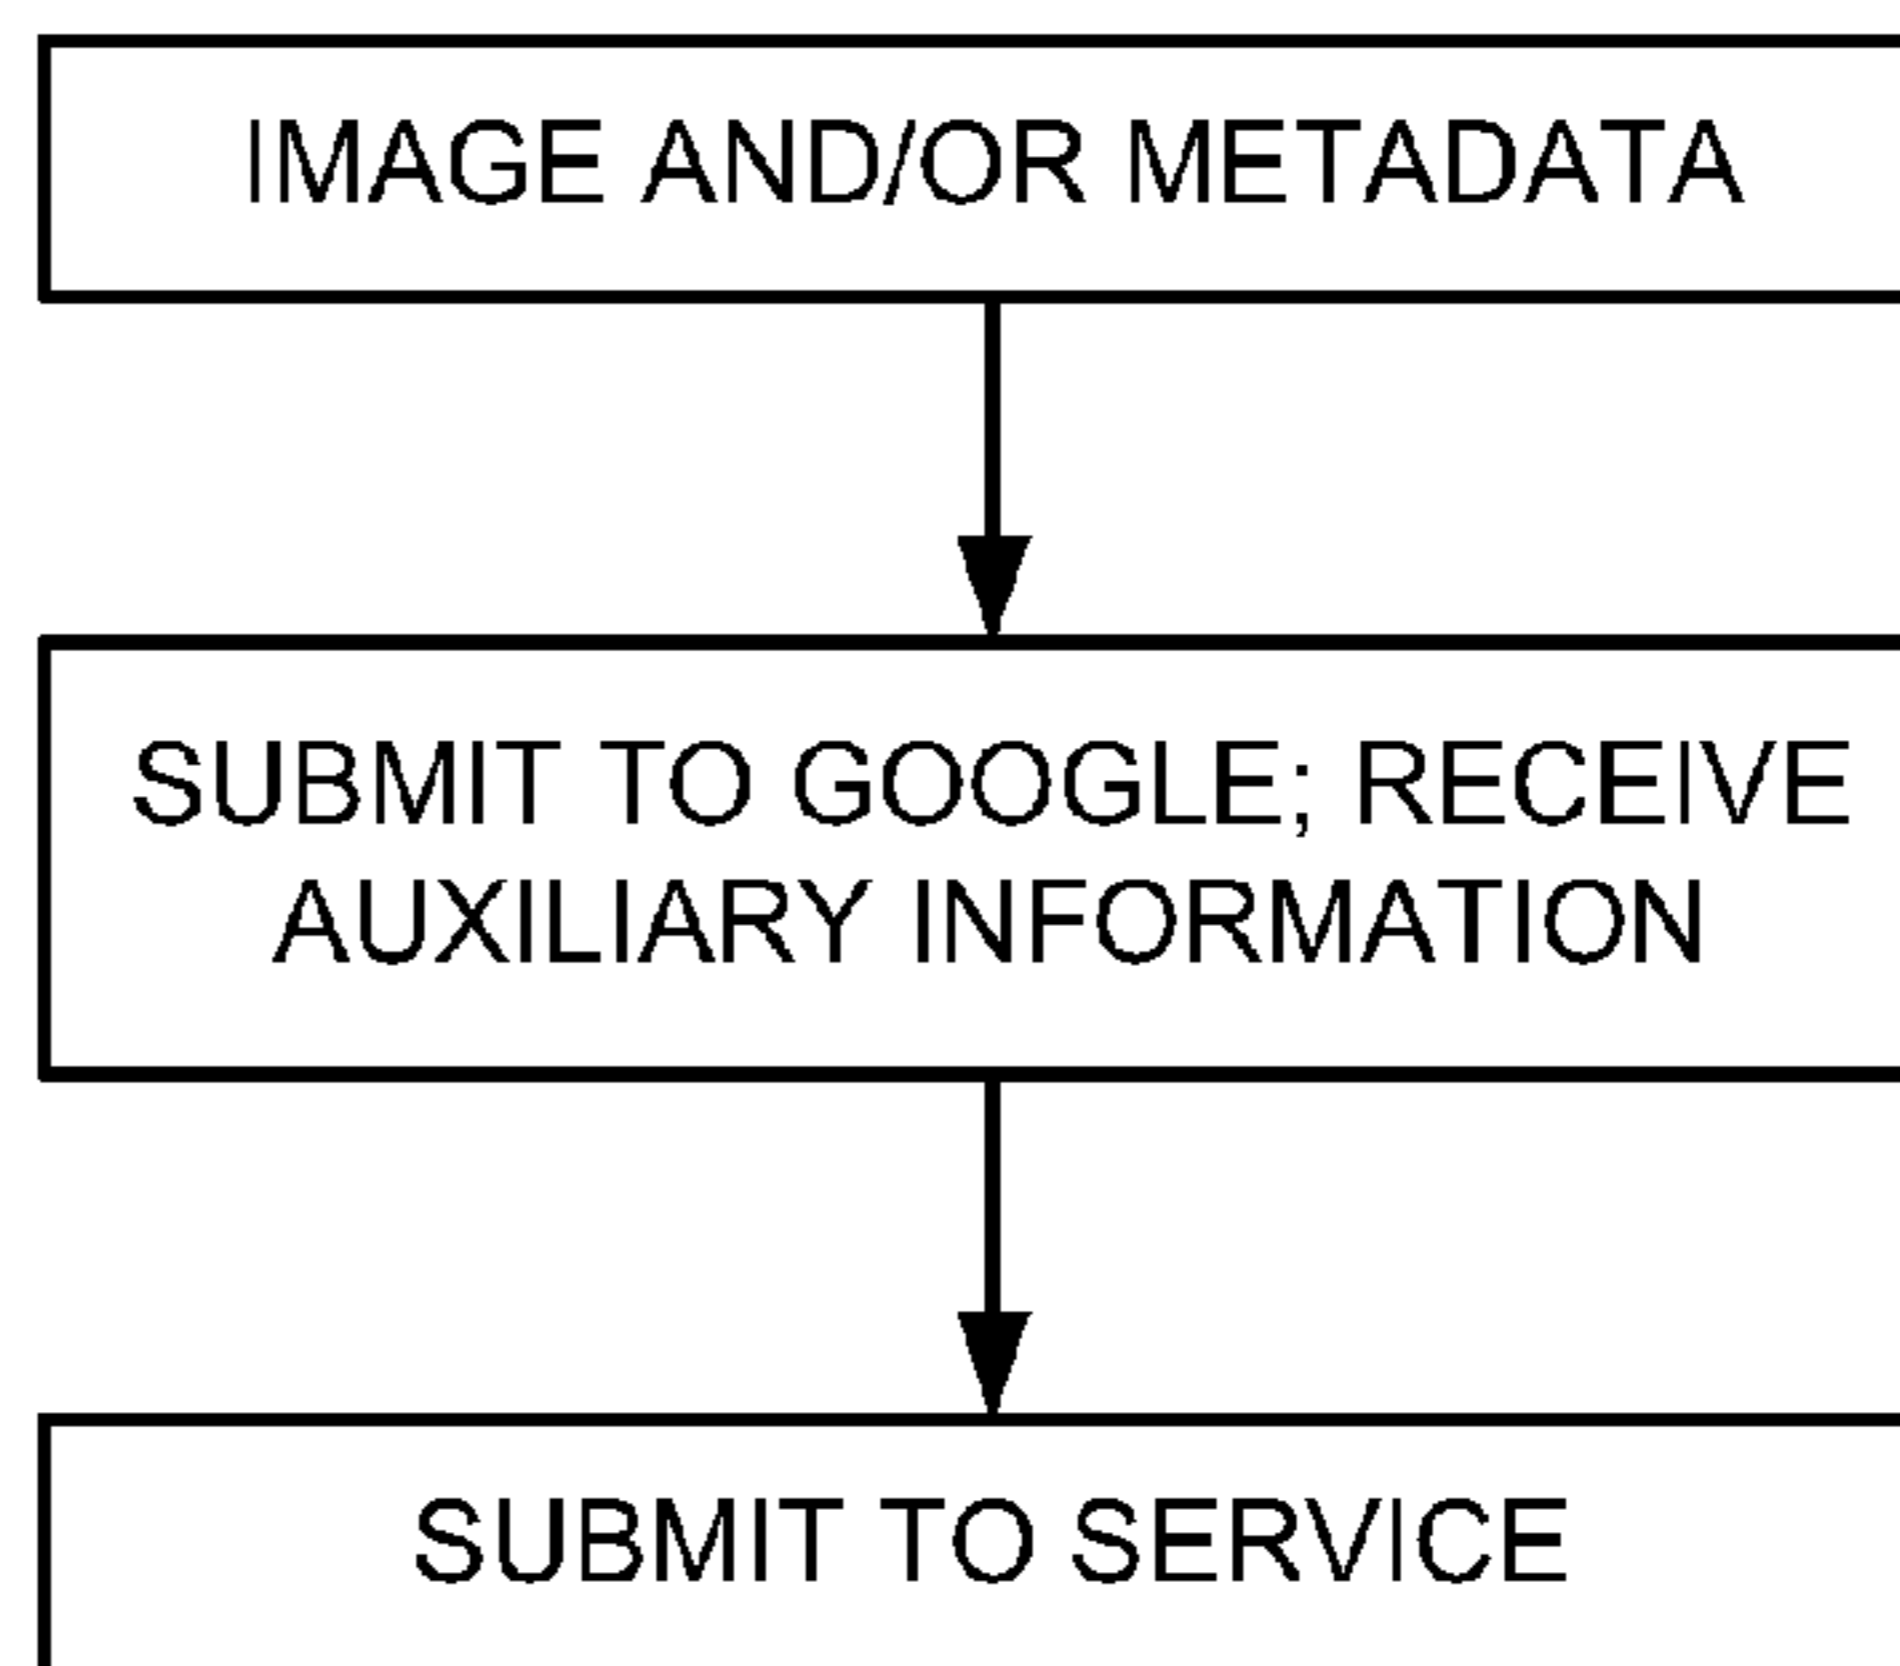 IMAGE AND/OR METADATA
SUBMIT TO GOOGLE; RECEIVE
AUXILIARY INFORMATION
SUBMIT TO SERVICE